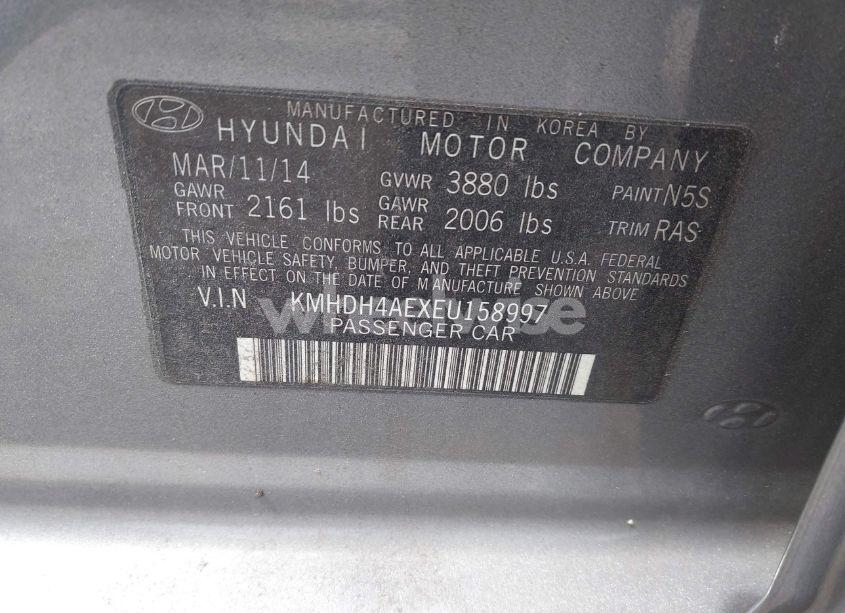 MANUFACTURED IN KOREA BY
HYUNDAI MOTOR COMPANY
MAR/11/14 GVWR 3880 lbs PAINT N5S
GAWR FRONT 2161 lbs GAWR REAR 2006 lbs TRIM RAS
THIS VEHICLE CONFORMS TO ALL APPLICABLE U.S.A. FEDERAL
MOTOR VEHICLE SAFETY, BUMPER, AND THEFT PREVENTION STANDARDS
IN EFFECT ON THE DATE OF MANUFACTURE SHOWN ABOVE
V.I.N KMHDH4AEXEU158997
PASSENGER CAR